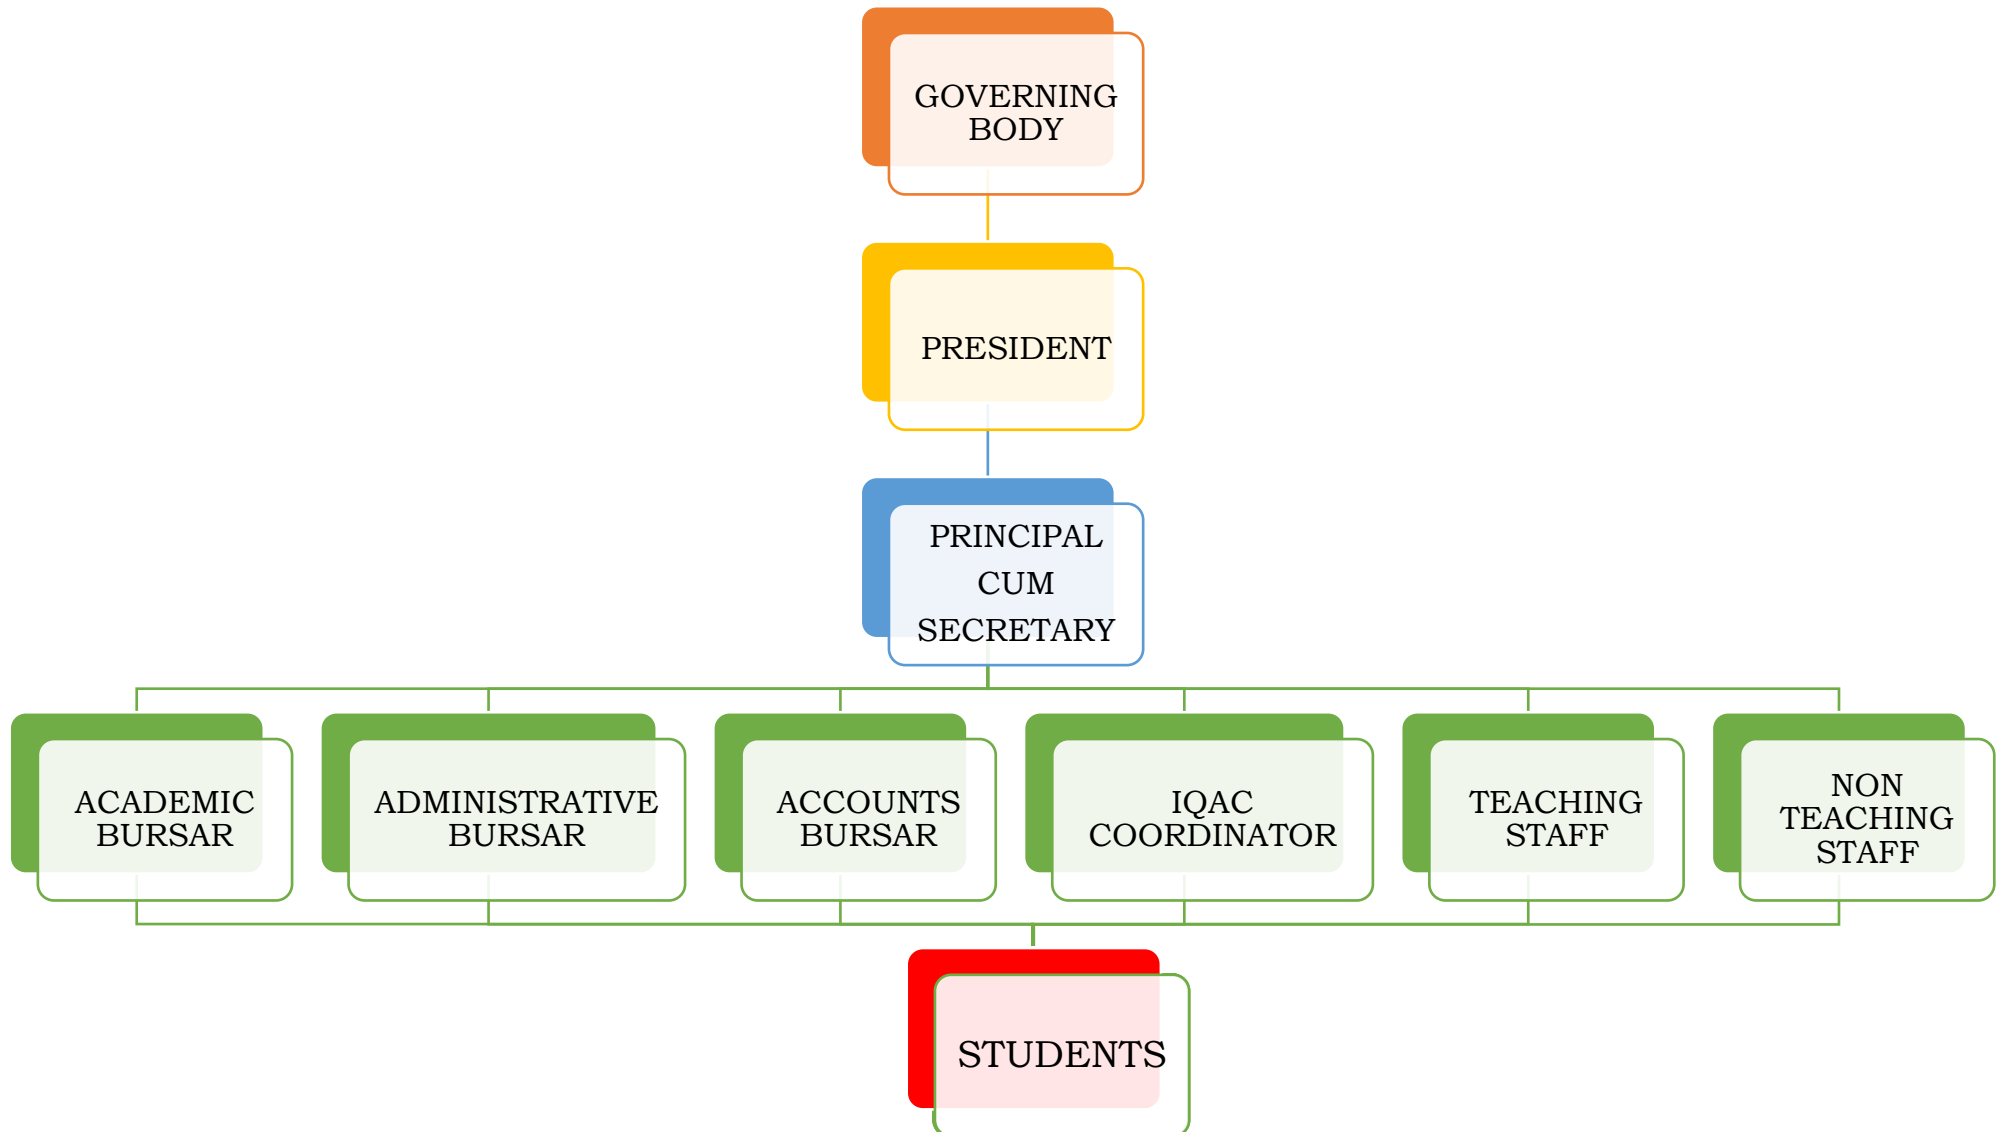 GOVERNING
BODY
PRESIDENT
PRINCIPAL
CUM
SECRETARY
ACADEMIC
BURSAR
ADMINISTRATIVE
BURSAR
ACCOUNTS
BURSAR
IQAC
COORDINATOR
TEACHING
STAFF
NON
TEACHING
STAFF
STUDENTS